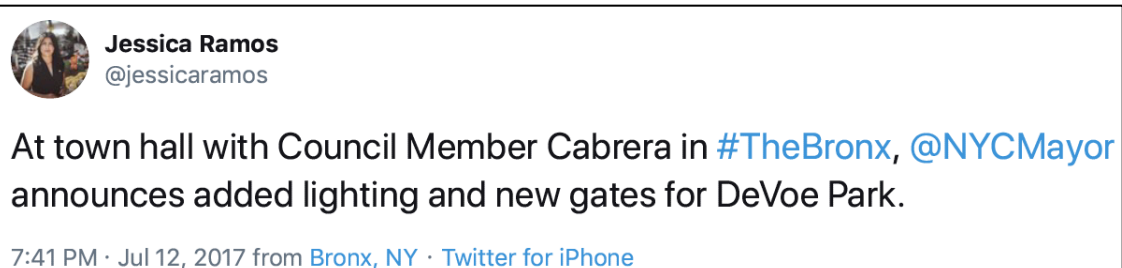 Jessica Ramos
@jessicaramos
At town hall with Council Member Cabrera in #TheBronx, @NYCMayor
announces added lighting and new gates for DeVoe Park.
7:41 PM · Jul 12, 2017 from Bronx, NY · Twitter for iPhone